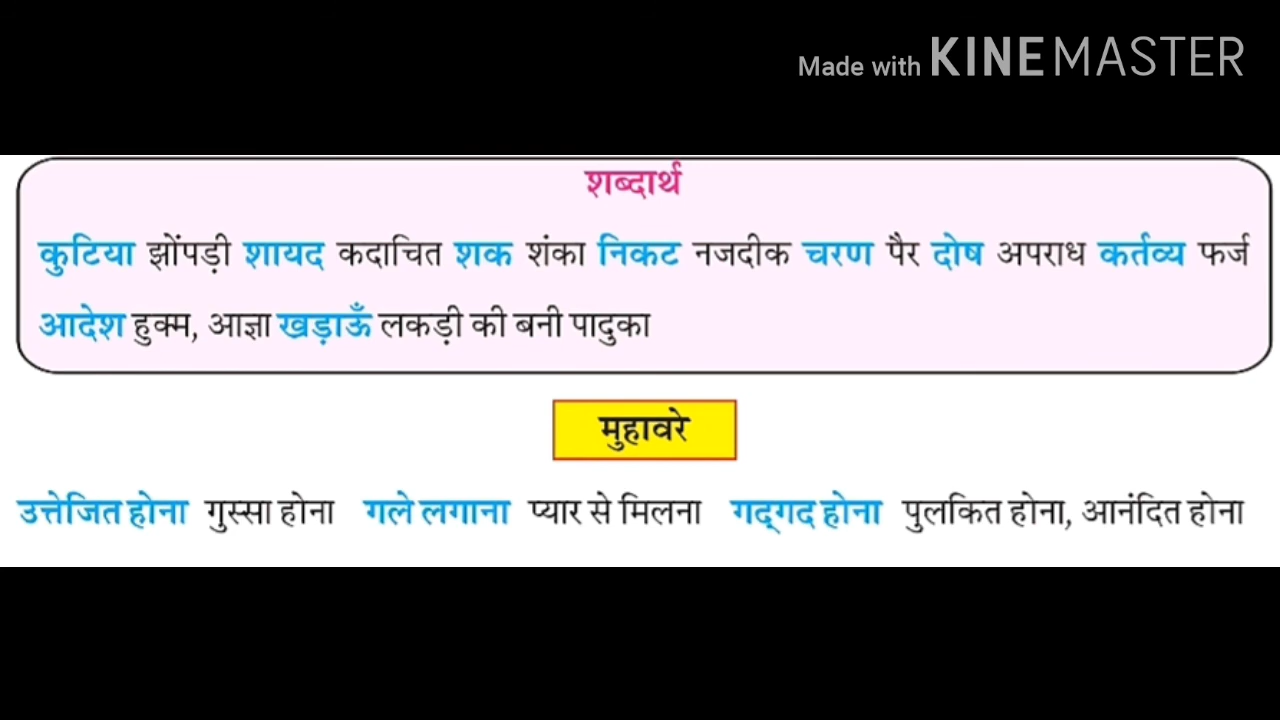 Made with KINEMASTER
शब्दार्थ
कुटिया झोंपड़ी शायद कदाचित शक शंका निकट नजदीक चरण पैर दोष अपराध कर्तव्य फर्ज
आदेश हुक्म, आज्ञा खड़ाऊँ लकड़ी की बनी पादुका
मुहावरे
उत्तेजित होना गुस्सा होना गले लगाना प्यार से मिलना गद्‌गद होना पुलकित होना, आनंदित होना